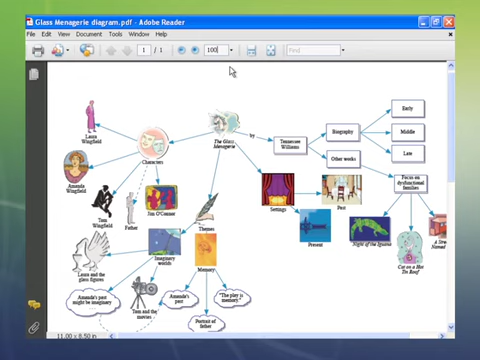 Glass Menagerie diagram.pdf - Adobe Reader
File Edit View Document Tools Window Help
1 / 1
100
Find
Laura
Wingfield
Amanda
Wingfield
Characters
Tom
Wingfield
Father
Jim O'Connor
The Glass
Menagerie
by
Tennessee
Williams
Biography
Early
Middle
Late
Other works
Focus on
dysfunctional
families
Settings
Past
Present
Night of the Iguana
Cat on a Hot
Tin Roof
A Stree
Named
Themes
Imaginary
worlds
Memory
Laura and the
glass figures
Amanda's past
might be imaginary
Tom and the
movies
Amanda's
past
"The play is
memory"
Portrait of
father
11.00 x 8.50 in